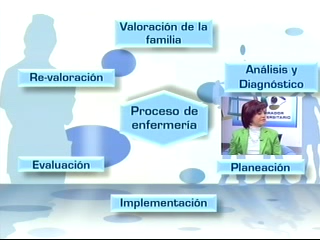 Valoración de la
familia
Re-valoración
Análisis y
Diagnóstico
Proceso de
enfermería
Evaluación
Planeación
Implementación